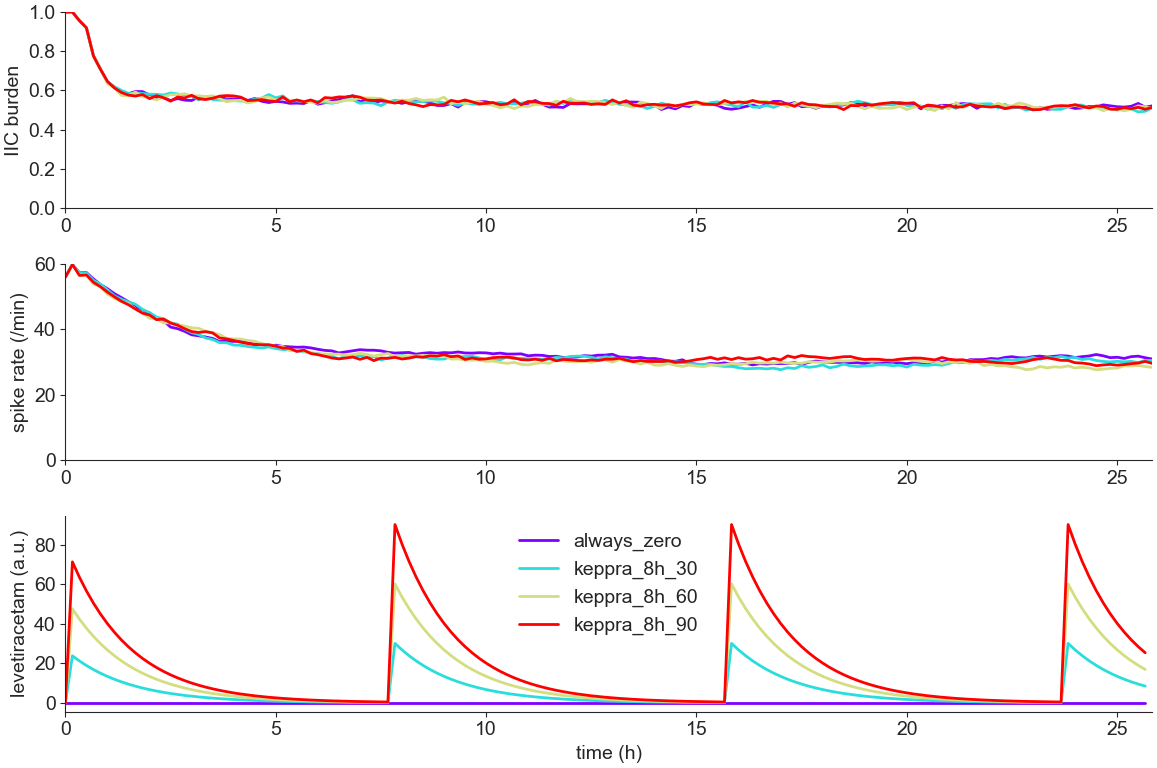 IIC burden
1.0
0.8
0.6
0.4
0.2
0.0
0 5 10 15 20 25
spike rate (/min)
60
40
20
0
0 5 10 15 20 25
levetiracetam (a.u.)
80
60
40
20
0
always_zero
keppra_8h_30
keppra_8h_60
keppra_8h_90
0 5 10 15 20 25
time (h)